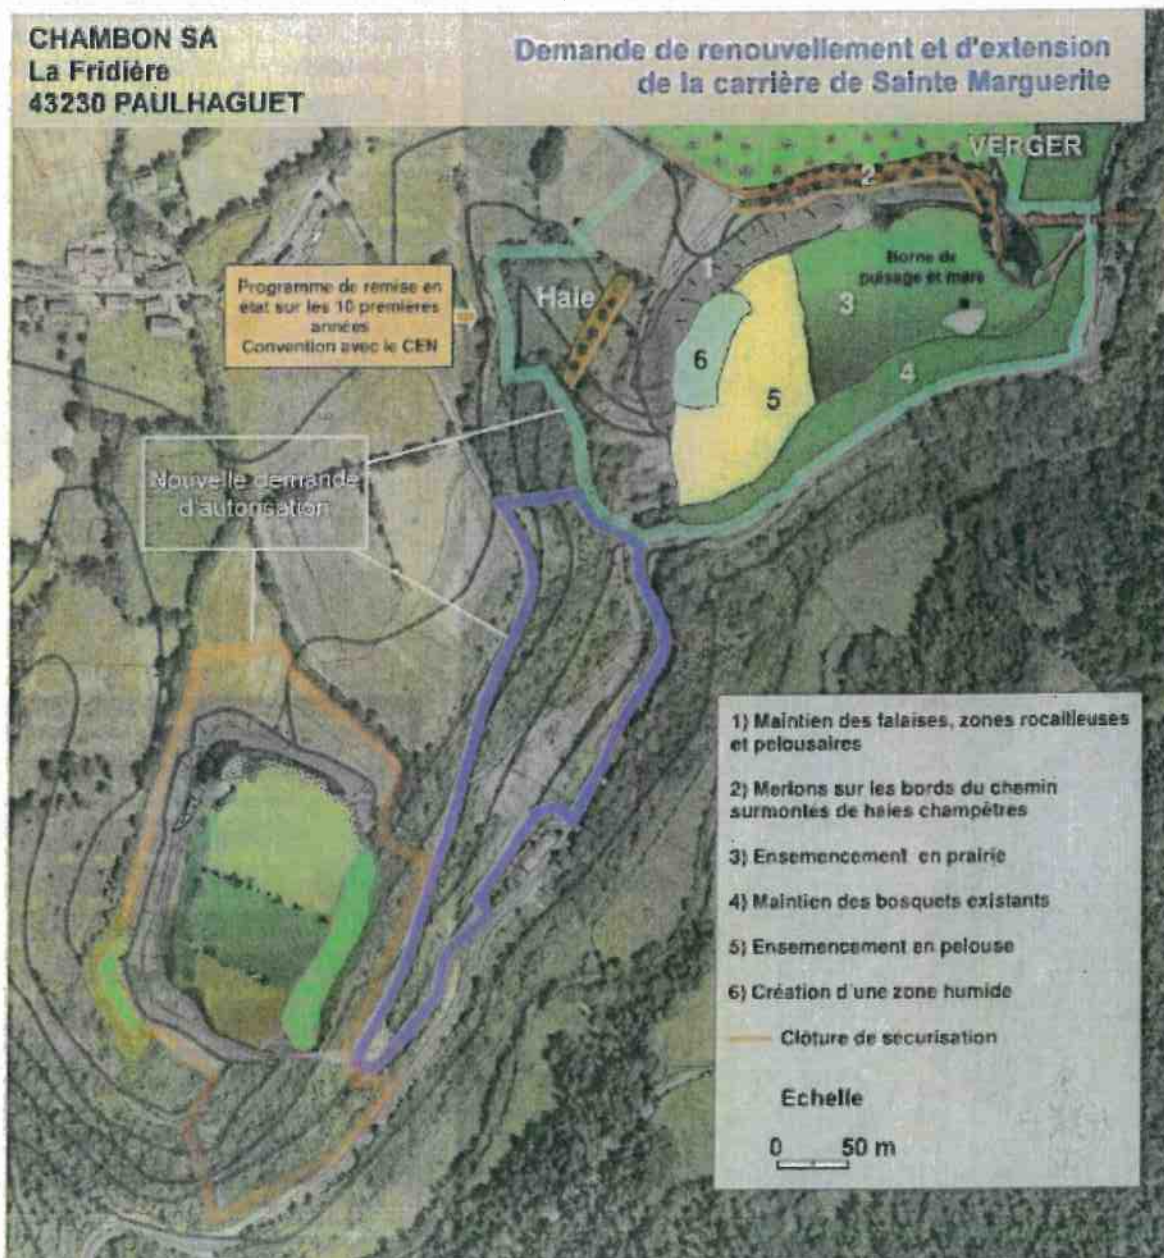 CHAMBON SA
La Fridière
43230 PAULHAGUET
Demande de renouvellement et d'extension
de la carrière de Sainte Marguerite
VERGER
2
Borne de
puisage et mare
Programme de remise en
état sur les 10 premières
années
Convention avec le CEN
Haie
1
3
6
5
4
Nouvelle demande
d'autorisation
1) Maintien des falaises, zones rocailleuses
et pelousaires
2) Merlons sur les bords du chemin
surmontés de haies champêtres
3) Ensemencement en prairie
4) Maintien des bosquets existants
5) Ensemencement en pelouse
6) Création d'une zone humide
Clôture de sécurisation
Echelle
0 50 m